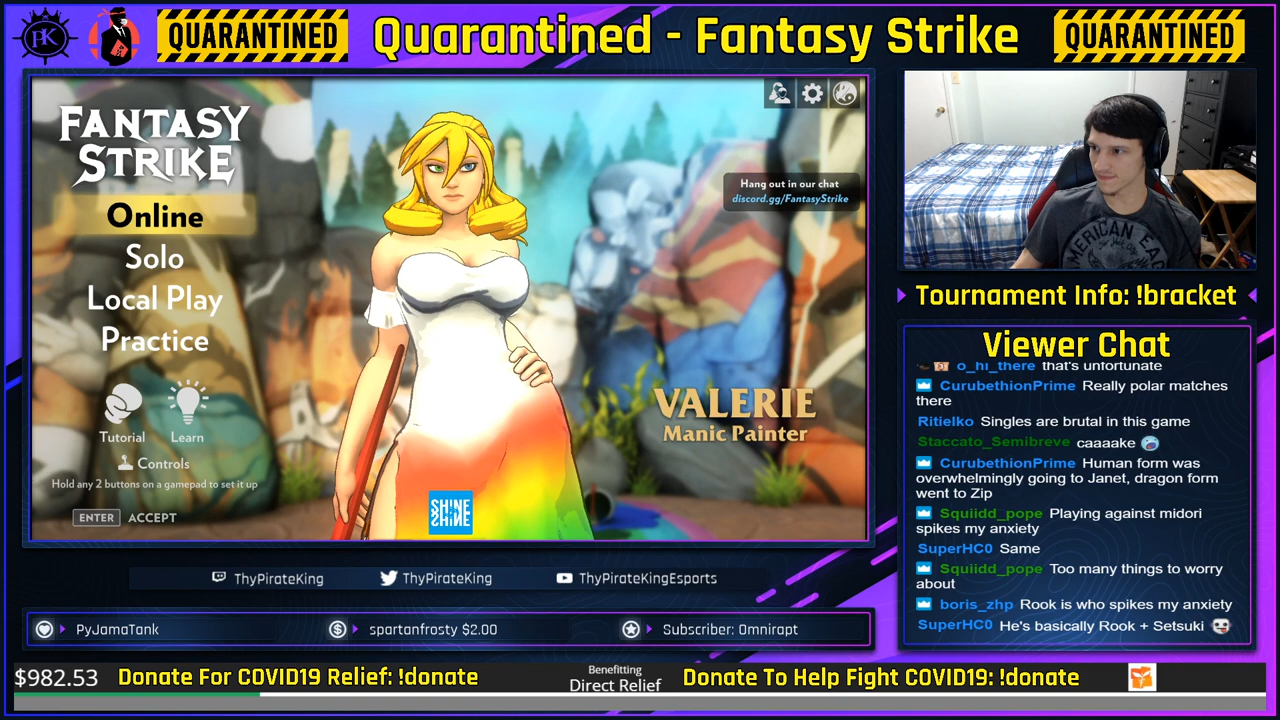 PK
QUARANTINED
Quarantined - Fantasy Strike
QUARANTINED
FANTASY
STRIKE
Online
Solo
Local Play
Practice
Tutorial
Learn
Controls
Hold any 2 buttons on a gamepad to set it up
ENTER ACCEPT
Hang out in our chat
discord.gg/FantasyStrike
VALERIE
Manic Painter
SHINE
SHINE
AMERICAN EA
Tournament Info: !bracket
Viewer Chat
o_hi_there that's unfortunate
CurubethionPrime Really polar matches
there
Ritielko Singles are brutal in this game
Staccato_Semibreve caaaake
CurubethionPrime Human form was
overwhelmingly going to Janet, dragon form
went to Zip
Squiidd_pope Playing against midori
spikes my anxiety
SuperHC0 Same
Squiidd_pope Too many things to worry
about
boris_zhp Rook is who spikes my anxiety
SuperHC0 He's basically Rook + Setsuki
ThyPirateKing
ThyPirateKing
ThyPirateKingEsports
PyJamaTank
spartanfrosty $2.00
Subscriber: Omnirapt
$982.53
Donate For COVID19 Relief: !donate
Benefitting
Direct Relief
Donate To Help Fight COVID19: !donate